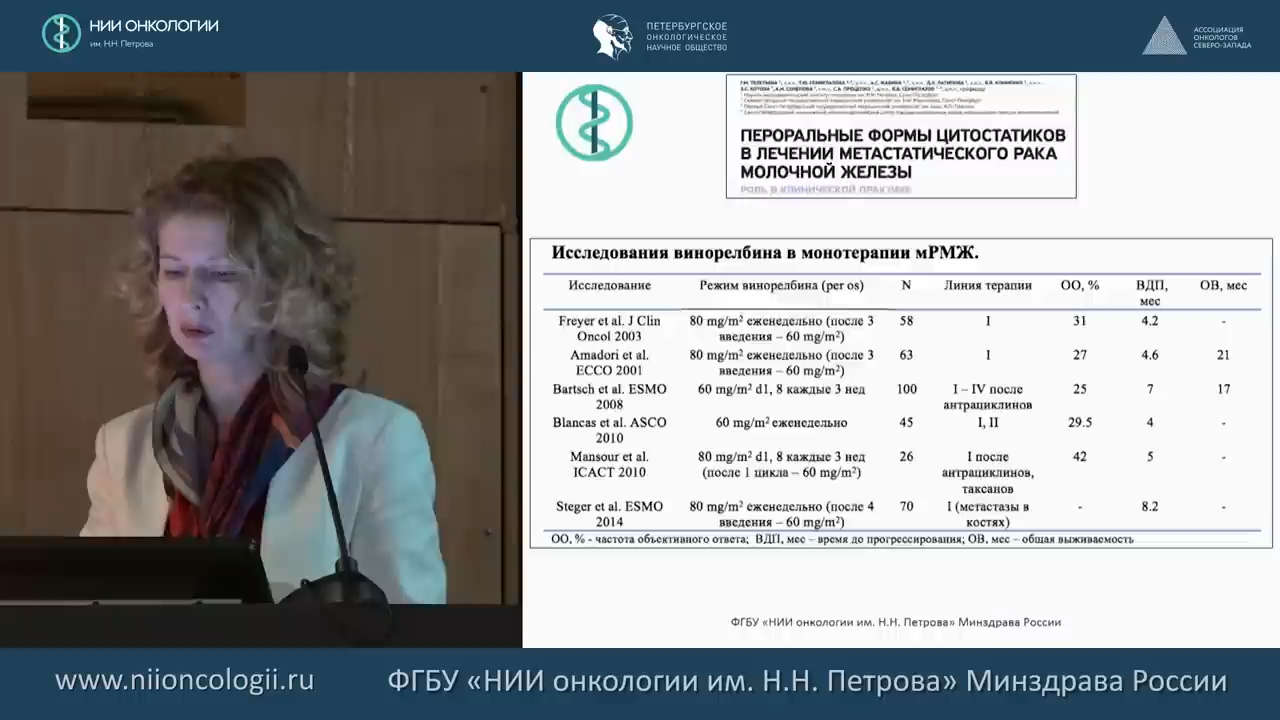 НИИ ОНКОЛОГИИ
им. Н.Н. Петрова
ПЕТЕРБУРГСКОЕ
ОНКОЛОГИЧЕСКОЕ
НАУЧНОЕ ОБЩЕСТВО
АССОЦИАЦИЯ
ОНКОЛОГОВ
СЕВЕРО-ЗАПАДА
ПЕРОРАЛЬНЫЕ ФОРМЫ ЦИТОСТАТИКОВ
В ЛЕЧЕНИИ МЕТАСТАТИЧЕСКОГО РАКА
МОЛОЧНОЙ ЖЕЛЕЗЫ
РОЛЬ В КЛИНИЧЕСКОЙ ПРАКТИКЕ
Исследования винорелбина в монотерапии мРМЖ.
Исследование Режим винорелбина (per os) N Линия терапии ОО, % ВДП, мес ОВ, мес
Freyer et al. J Clin 80 mg/m² еженедельно (после 3 58 I 31 4.2 -
Oncol 2003 введения – 60 mg/m²)
Amadori et al. 80 mg/m² еженедельно (после 3 63 I 27 4.6 21
ECCO 2001 введения – 60 mg/m²)
Bartsch et al. ESMO 60 mg/m² d1, 8 каждые 3 нед 100 I – IV после 25 7 17
2008 антрациклинов
Blancas et al. ASCO 60 mg/m² еженедельно 45 I, II 29.5 4 -
2010
Mansour et al. 80 mg/m² d1, 8 каждые 3 нед 26 I после 42 5 -
ICACT 2010 (после 1 цикла – 60 mg/m²) антрациклинов,
таксанов
Steger et al. ESMO 80 mg/m² еженедельно (после 4 70 I (метастазы в - 8.2 -
2014 введения – 60 mg/m²) костях)
ОО, % - частота объективного ответа; ВДП, мес – время до прогрессирования; ОВ, мес – общая выживаемость
ФГБУ «НИИ онкологии им. Н.Н. Петрова» Минздрава России
www.niioncologii.ru ФГБУ «НИИ онкологии им. Н.Н. Петрова» Минздрава России